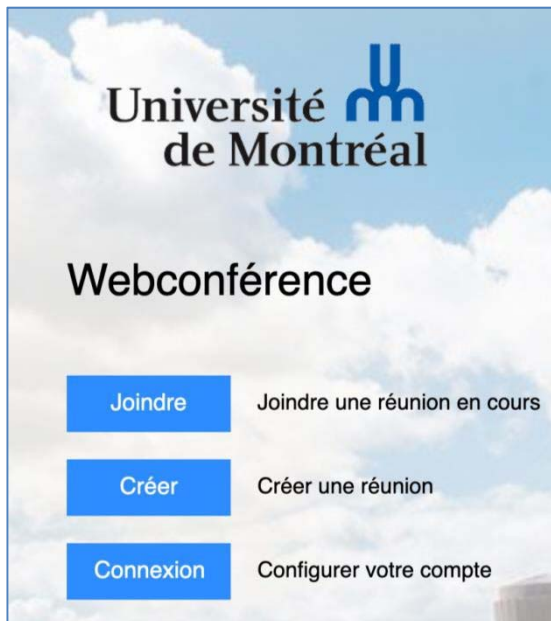 Université
de Montréal
Webconférence
Joindre Joindre une réunion en cours
Créer Créer une réunion
Connexion Configurer votre compte